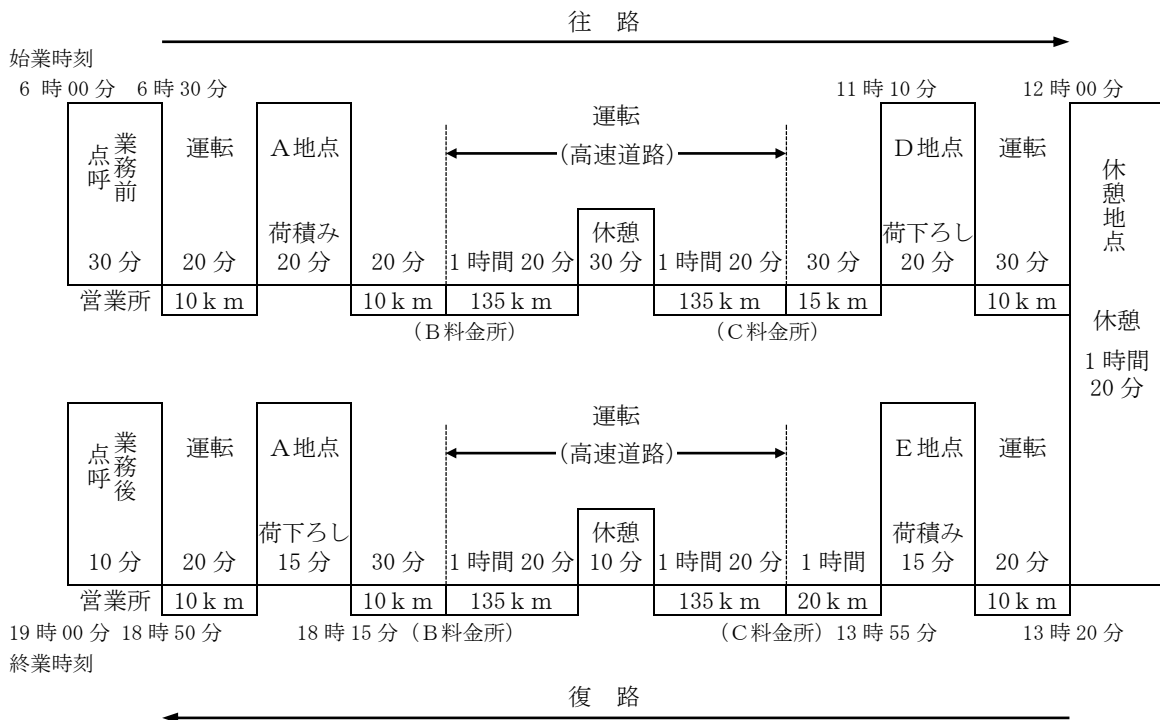 往 路
始業時刻
6 時 00 分 6 時 30 分 11 時 10 分 12 時 00 分
業務前
点呼
運転
A地点
運転
(高速道路)
D地点
運転
休憩地点
荷積み
休憩
荷下ろし
30 分 20 分 20 分 20 分 1 時間 20 分 30 分 1 時間 20 分 30 分 20 分 30 分
営業所 10 k m 10 k m 135 k m 135 k m 15 k m 10 k m
(B料金所) (C料金所)
休憩
1 時間
20 分
業務後
点呼
運転
A地点
運転
(高速道路)
E地点
運転
荷下ろし
休憩
荷積み
10 分 20 分 15 分 30 分 1 時間 20 分 10 分 1 時間 20 分 1 時間 15 分 20 分
営業所 10 k m 10 k m 135 k m 135 k m 20 k m 10 k m
19 時 00 分 18 時 50 分 18 時 15 分 (B料金所) (C料金所) 13 時 55 分 13 時 20 分
終業時刻
復 路